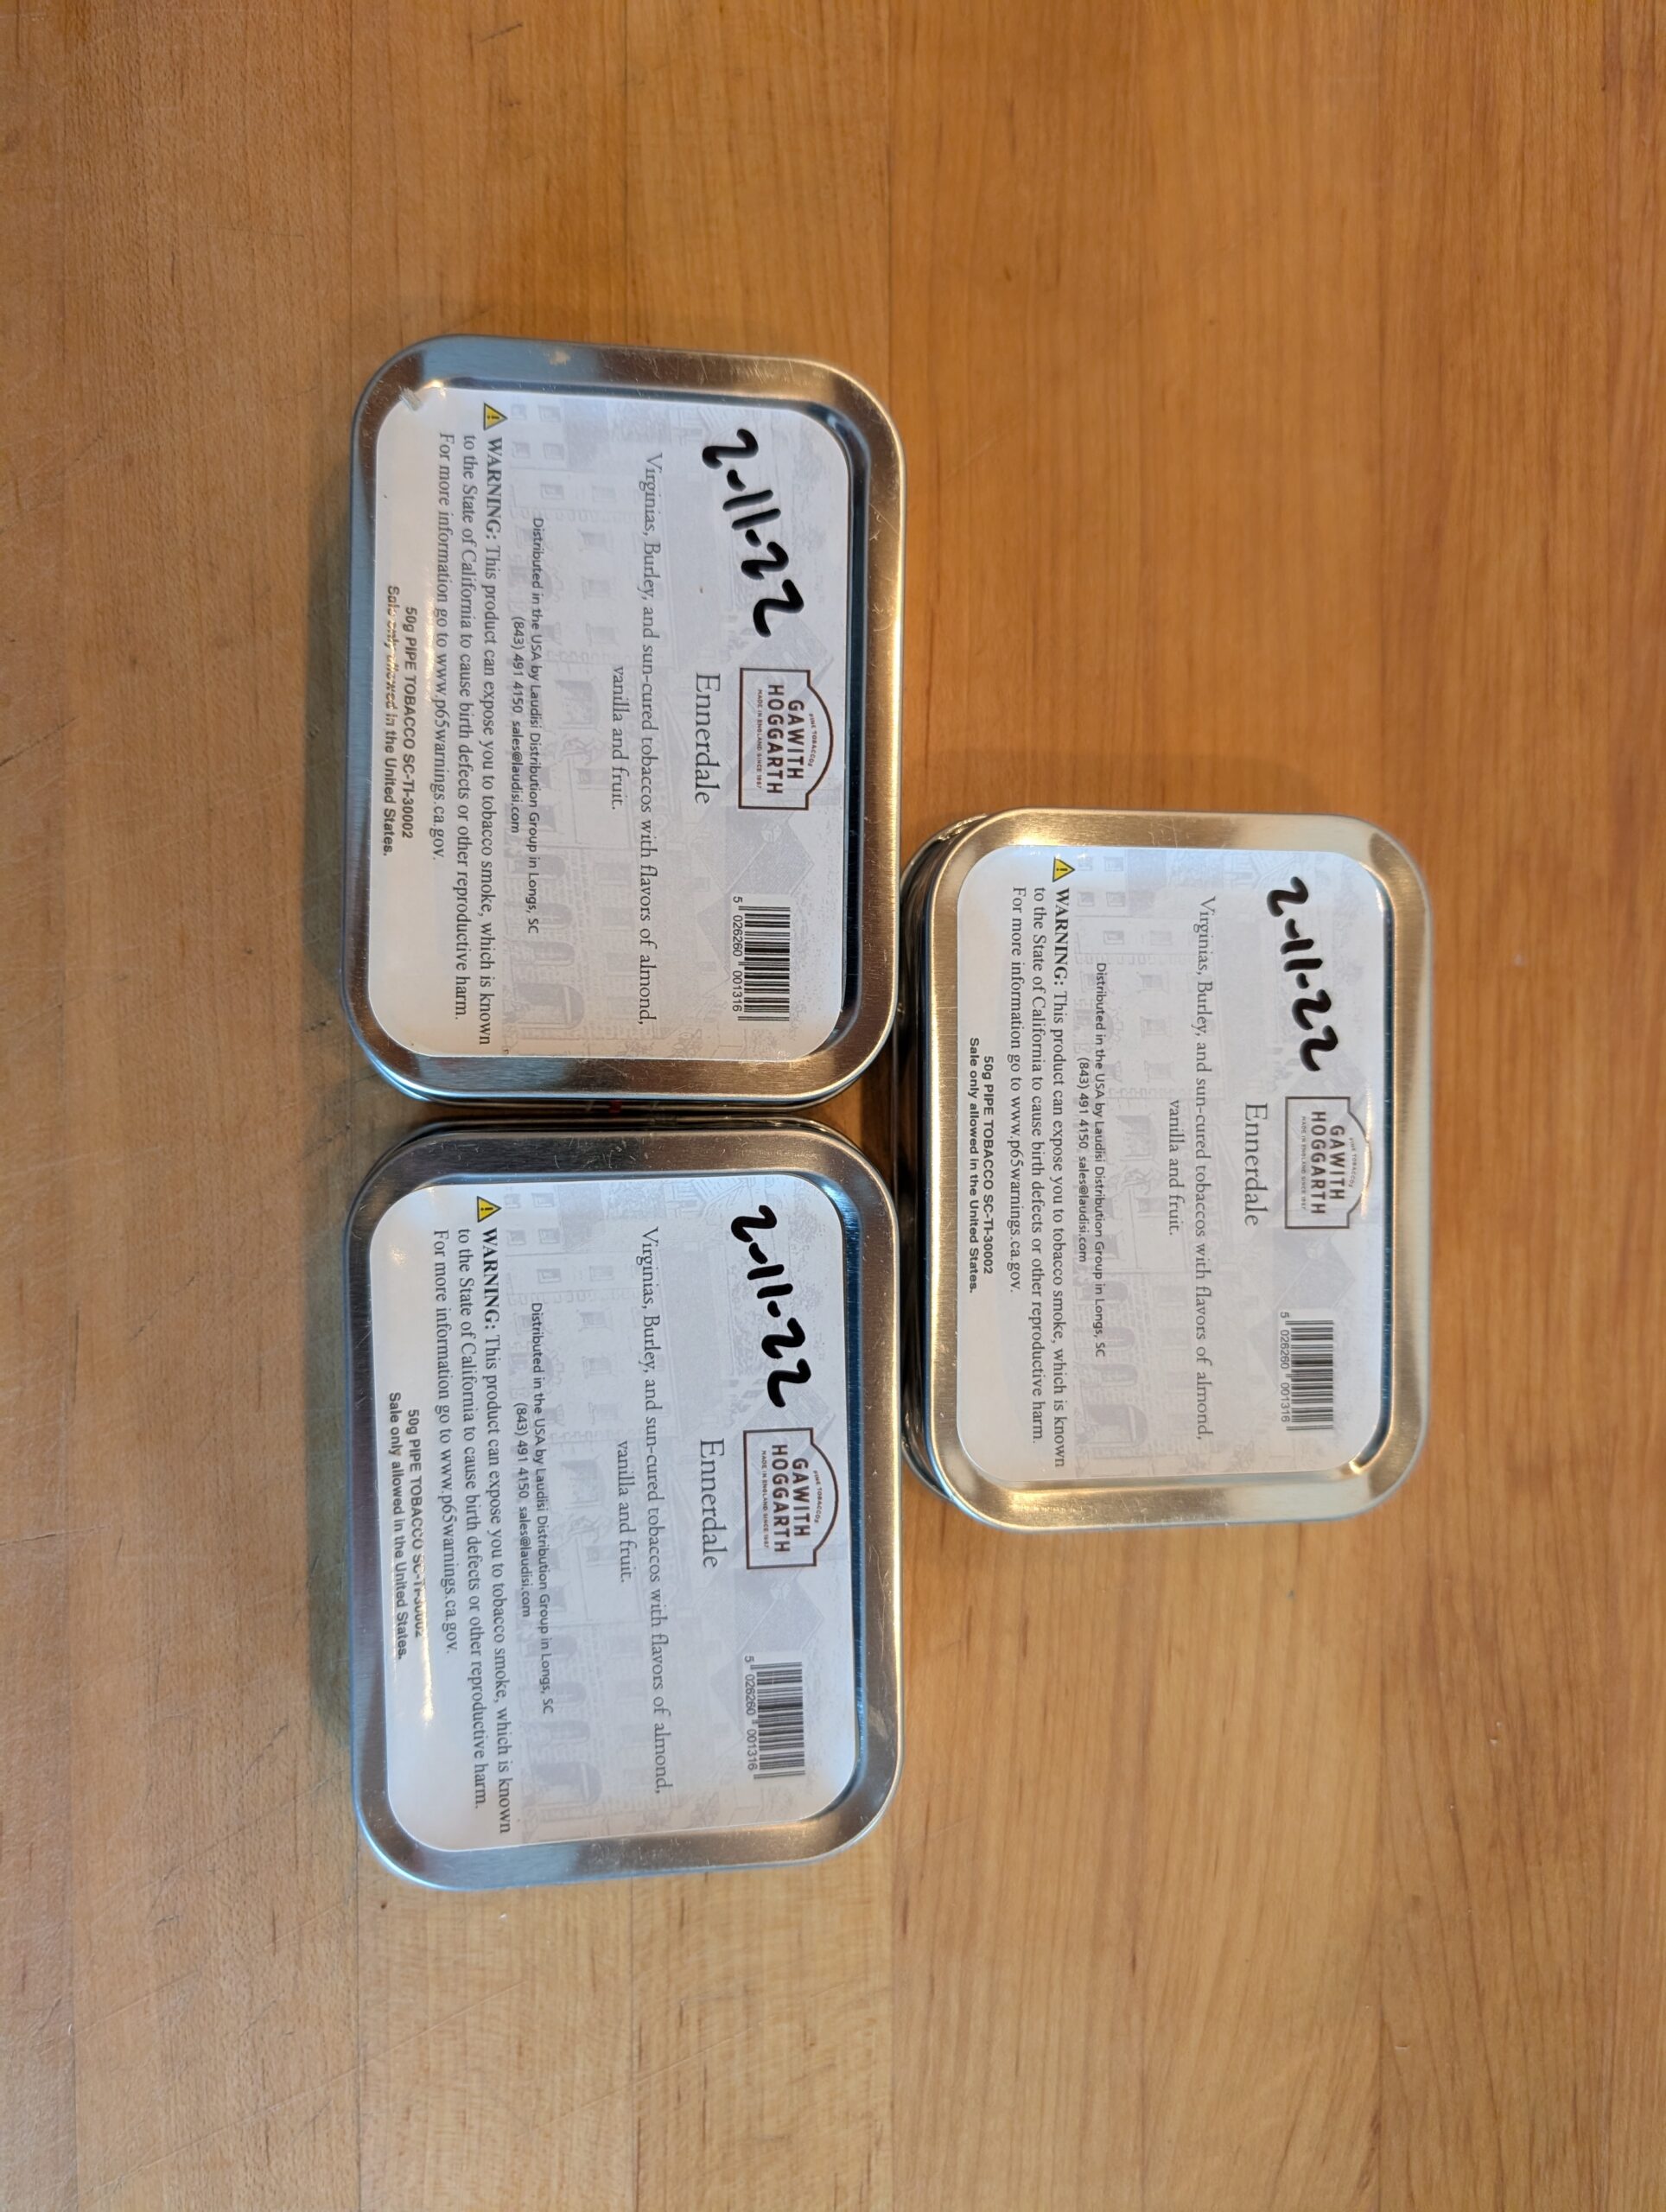 2-11-22
FINE TOBACCOS
GAWITH
HOGGARTH
MADE IN ENGLAND SINCE 1887
Ennerdale
5 026260 001316
Virginias, Burley, and sun-cured tobaccos with flavors of almond,
vanilla and fruit.
Distributed in the USA by Laudisi Distribution Group in Longs, SC
(843) 491 4150 sales@laudisi.com
WARNING: This product can expose you to tobacco smoke, which is known
to the State of California to cause birth defects or other reproductive harm.
For more information go to www.p65warnings.ca.gov.
50g PIPE TOBACCO SC-TI-30002
Sale only allowed in the United States.
2-11-22
FINE TOBACCOS
GAWITH
HOGGARTH
MADE IN ENGLAND SINCE 1887
Ennerdale
5 026260 001316
Virginias, Burley, and sun-cured tobaccos with flavors of almond,
vanilla and fruit.
Distributed in the USA by Laudisi Distribution Group in Longs, SC
(843) 491 4150 sales@laudisi.com
WARNING: This product can expose you to tobacco smoke, which is known
to the State of California to cause birth defects or other reproductive harm.
For more information go to www.p65warnings.ca.gov.
50g PIPE TOBACCO SC-TI-30002
Sale only allowed in the United States.
2-11-22
FINE TOBACCOS
GAWITH
HOGGARTH
MADE IN ENGLAND SINCE 1887
Ennerdale
5 026260 001316
Virginias, Burley, and sun-cured tobaccos with flavors of almond,
vanilla and fruit.
Distributed in the USA by Laudisi Distribution Group in Longs, SC
(843) 491 4150 sales@laudisi.com
WARNING: This product can expose you to tobacco smoke, which is known
to the State of California to cause birth defects or other reproductive harm.
For more information go to www.p65warnings.ca.gov.
50g PIPE TOBACCO SC-TI-30002
Sale only allowed in the United States.